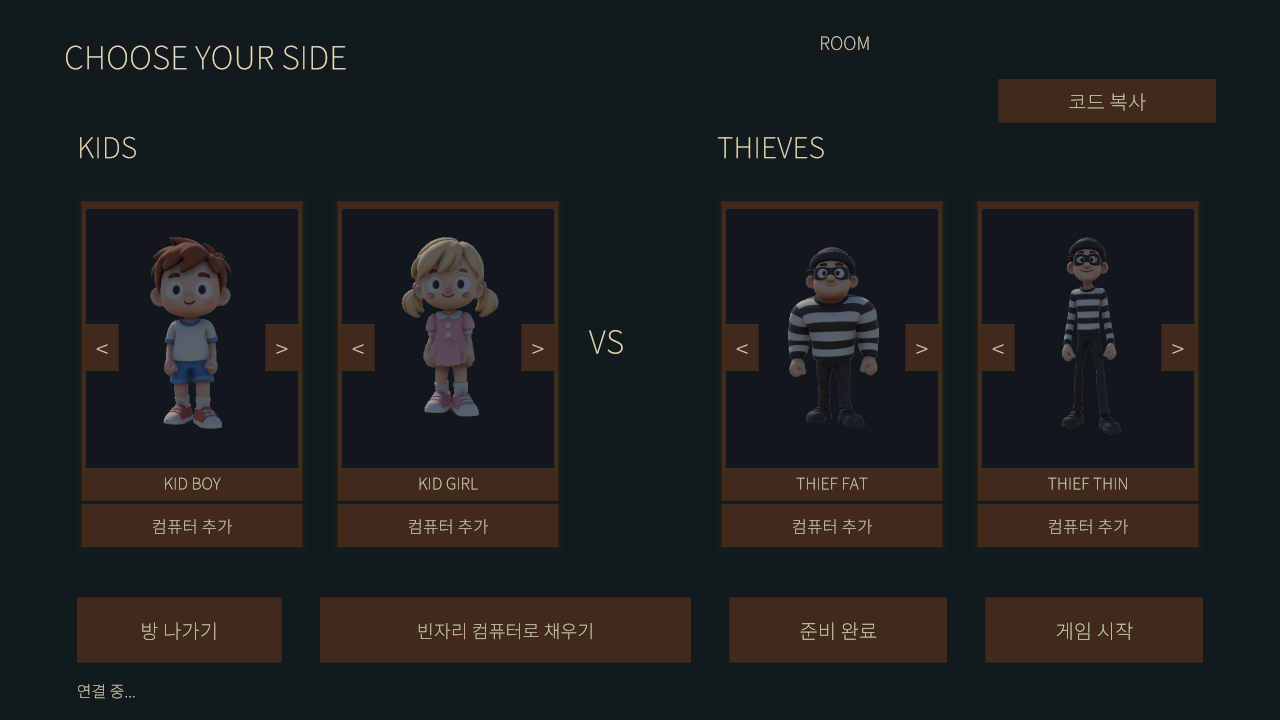 CHOOSE YOUR SIDE
ROOM
코드 복사
KIDS
THIEVES
< > < > VS < > < >
KID BOY
KID GIRL
THIEF FAT
THIEF THIN
컴퓨터 추가
컴퓨터 추가
컴퓨터 추가
컴퓨터 추가
방 나가기
빈자리 컴퓨터로 채우기
준비 완료
게임 시작
연결 중...